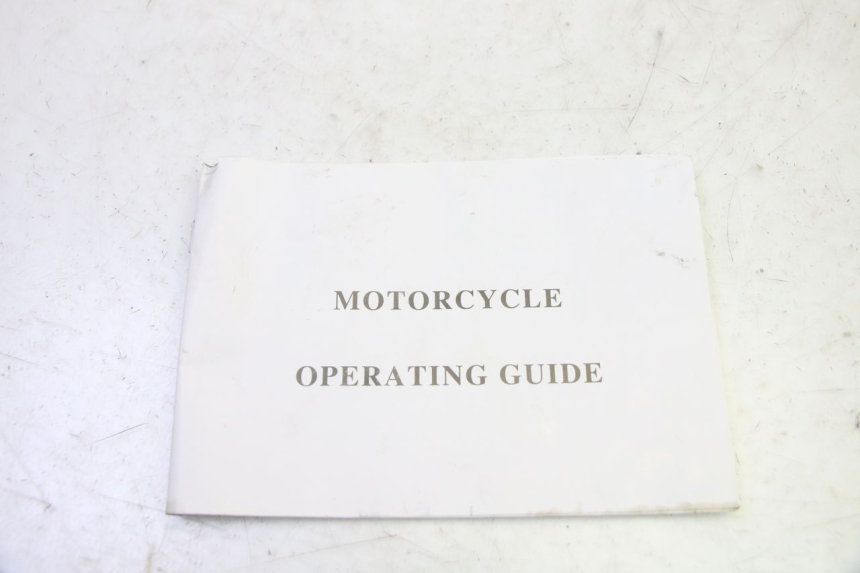 MOTORCYCLE
OPERATING GUIDE